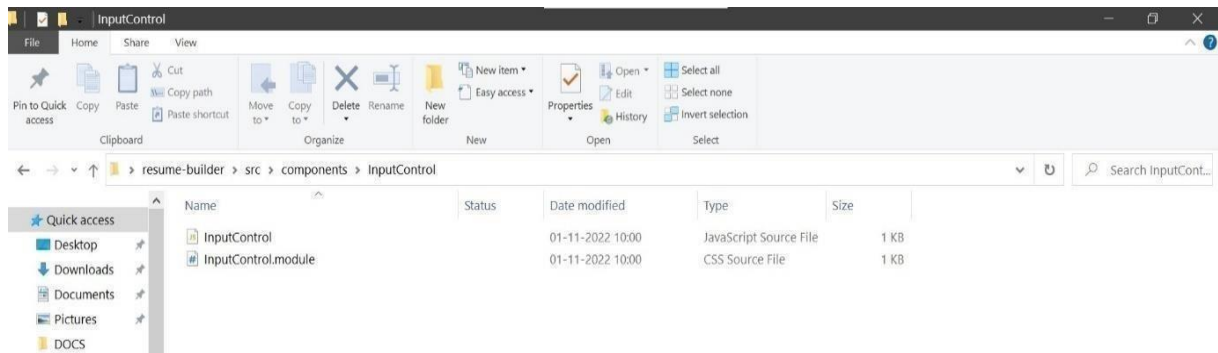 InputControl
File Home Share View
Pin to Quick access
Copy
Paste
Cut
Copy path
Paste shortcut
Clipboard
Move to
Copy to
Delete
Rename
Organize
New folder
New item
Easy access
New
Properties
Open
Edit
History
Open
Select all
Select none
Invert selection
Select
resume-builder > src > components > InputControl
Search InputCont...
Name Status Date modified Type Size
InputControl 01-11-2022 10:00 JavaScript Source File 1 KB
InputControl.module 01-11-2022 10:00 CSS Source File 1 KB
Quick access
Desktop
Downloads
Documents
Pictures
DOCS